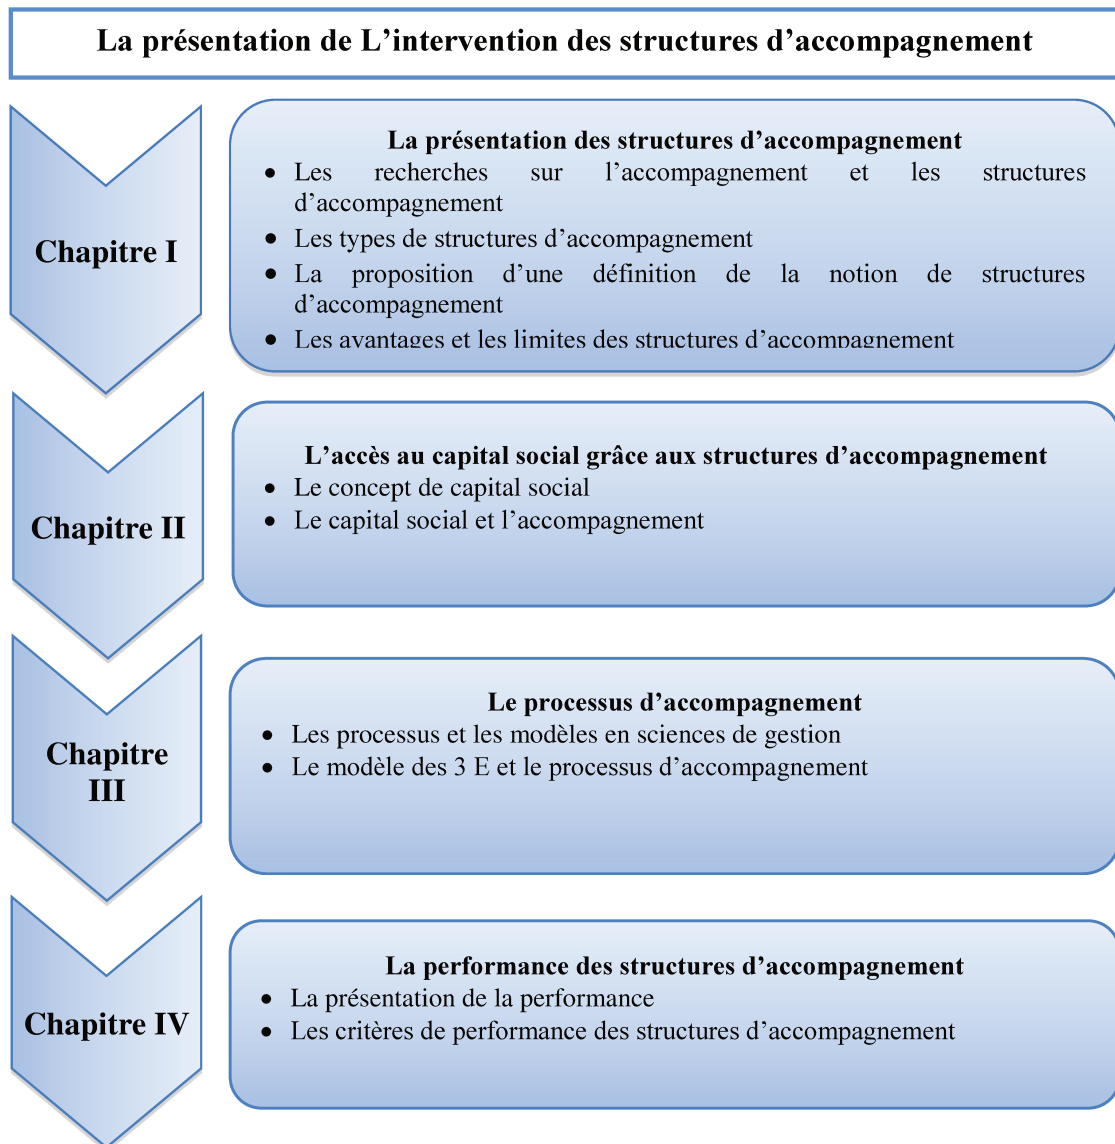 La présentation de L’intervention des structures d’accompagnement
Chapitre I
La présentation des structures d’accompagnement
• Les recherches sur l’accompagnement et les structures
d’accompagnement
• Les types de structures d’accompagnement
• La proposition d’une définition de la notion de structures
d’accompagnement
• Les avantages et les limites des structures d’accompagnement
Chapitre II
L’accès au capital social grâce aux structures d’accompagnement
• Le concept de capital social
• Le capital social et l’accompagnement
Chapitre
III
Le processus d’accompagnement
• Les processus et les modèles en sciences de gestion
• Le modèle des 3 E et le processus d’accompagnement
Chapitre IV
La performance des structures d’accompagnement
• La présentation de la performance
• Les critères de performance des structures d’accompagnement